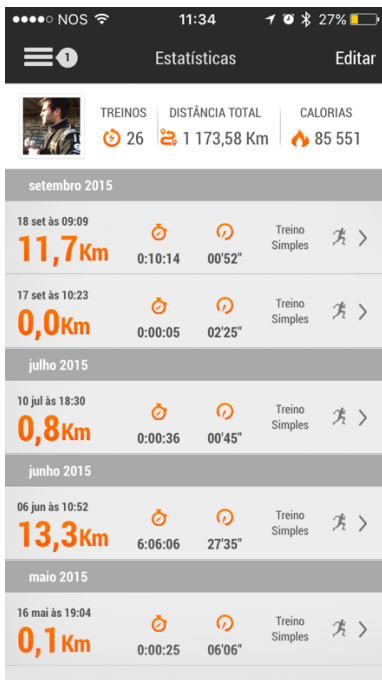 NOS 11:34 27%
1 Estatísticas Editar
TREINOS DISTÂNCIA TOTAL CALORIAS
26 1 173,58 Km 85 551
setembro 2015
18 set às 09:09
11,7Km 0:10:14 00'52" Treino Simples
17 set às 10:23
0,0Km 0:00:05 02'25" Treino Simples
julho 2015
10 jul às 18:30
0,8Km 0:00:36 00'45" Treino Simples
junho 2015
06 jun às 10:52
13,3Km 6:06:06 27'35" Treino Simples
maio 2015
16 mai às 19:04
0,1Km 0:00:25 06'06" Treino Simples